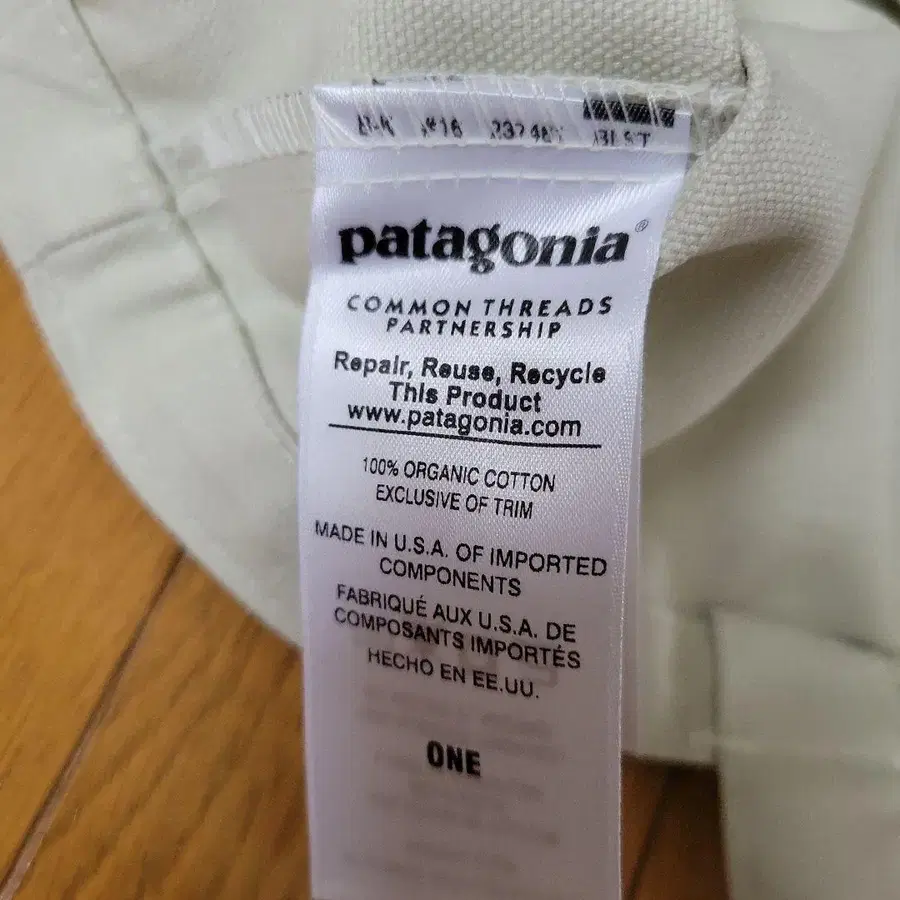 patagonia®
COMMON THREADS
PARTNERSHIP
Repair, Reuse, Recycle
This Product
www.patagonia.com
100% ORGANIC COTTON
EXCLUSIVE OF TRIM
MADE IN U.S.A. OF IMPORTED
COMPONENTS
FABRIQUÉ AUX U.S.A. DE
COMPOSANTS IMPORTÉS
HECHO EN EE.UU.
ONE